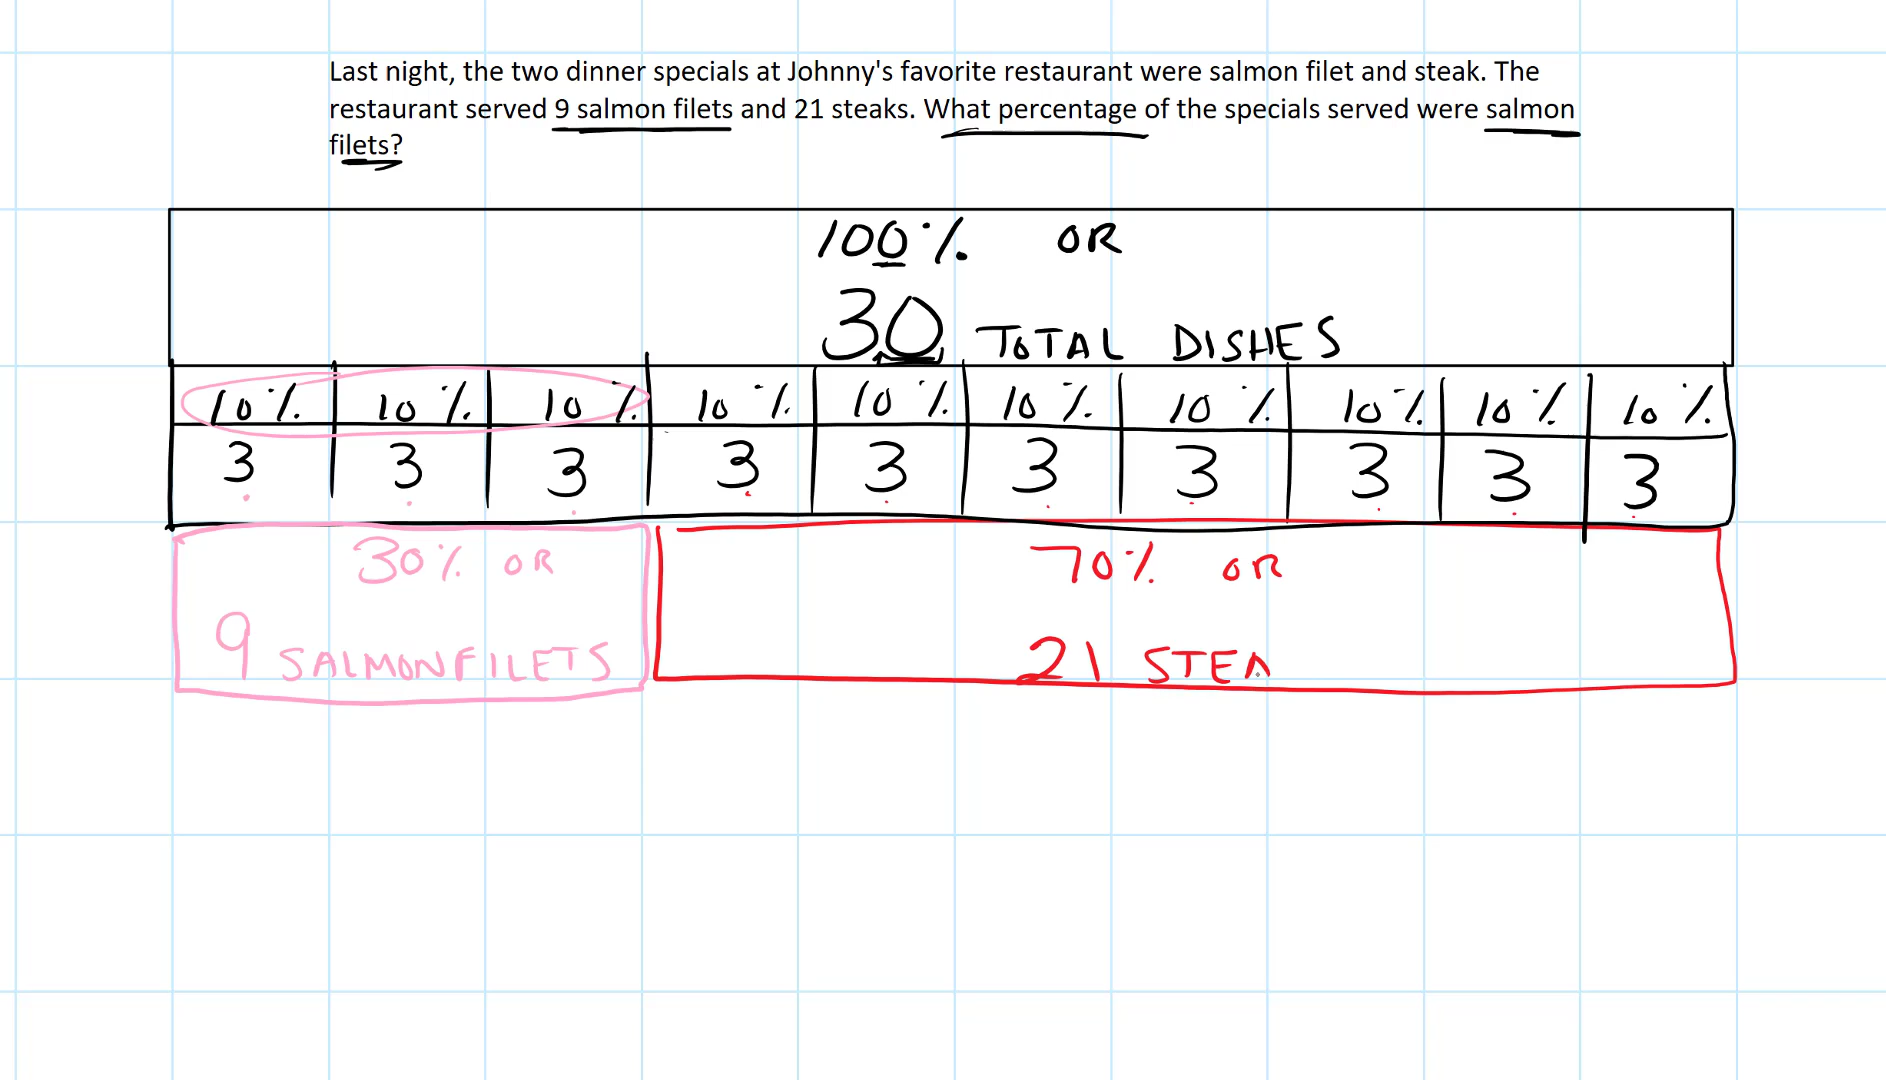 Last night, the two dinner specials at Johnny's favorite restaurant were salmon filet and steak. The
restaurant served 9 salmon filets and 21 steaks. What percentage of the specials served were salmon
filets?
100% OR
30 TOTAL DISHES
10% 10% 10% 10% 10% 10% 10% 10% 10% 10%
3 3 3 3 3 3 3 3 3 3
30% OR 70% OR
9 SALMON FILETS 21 STEA